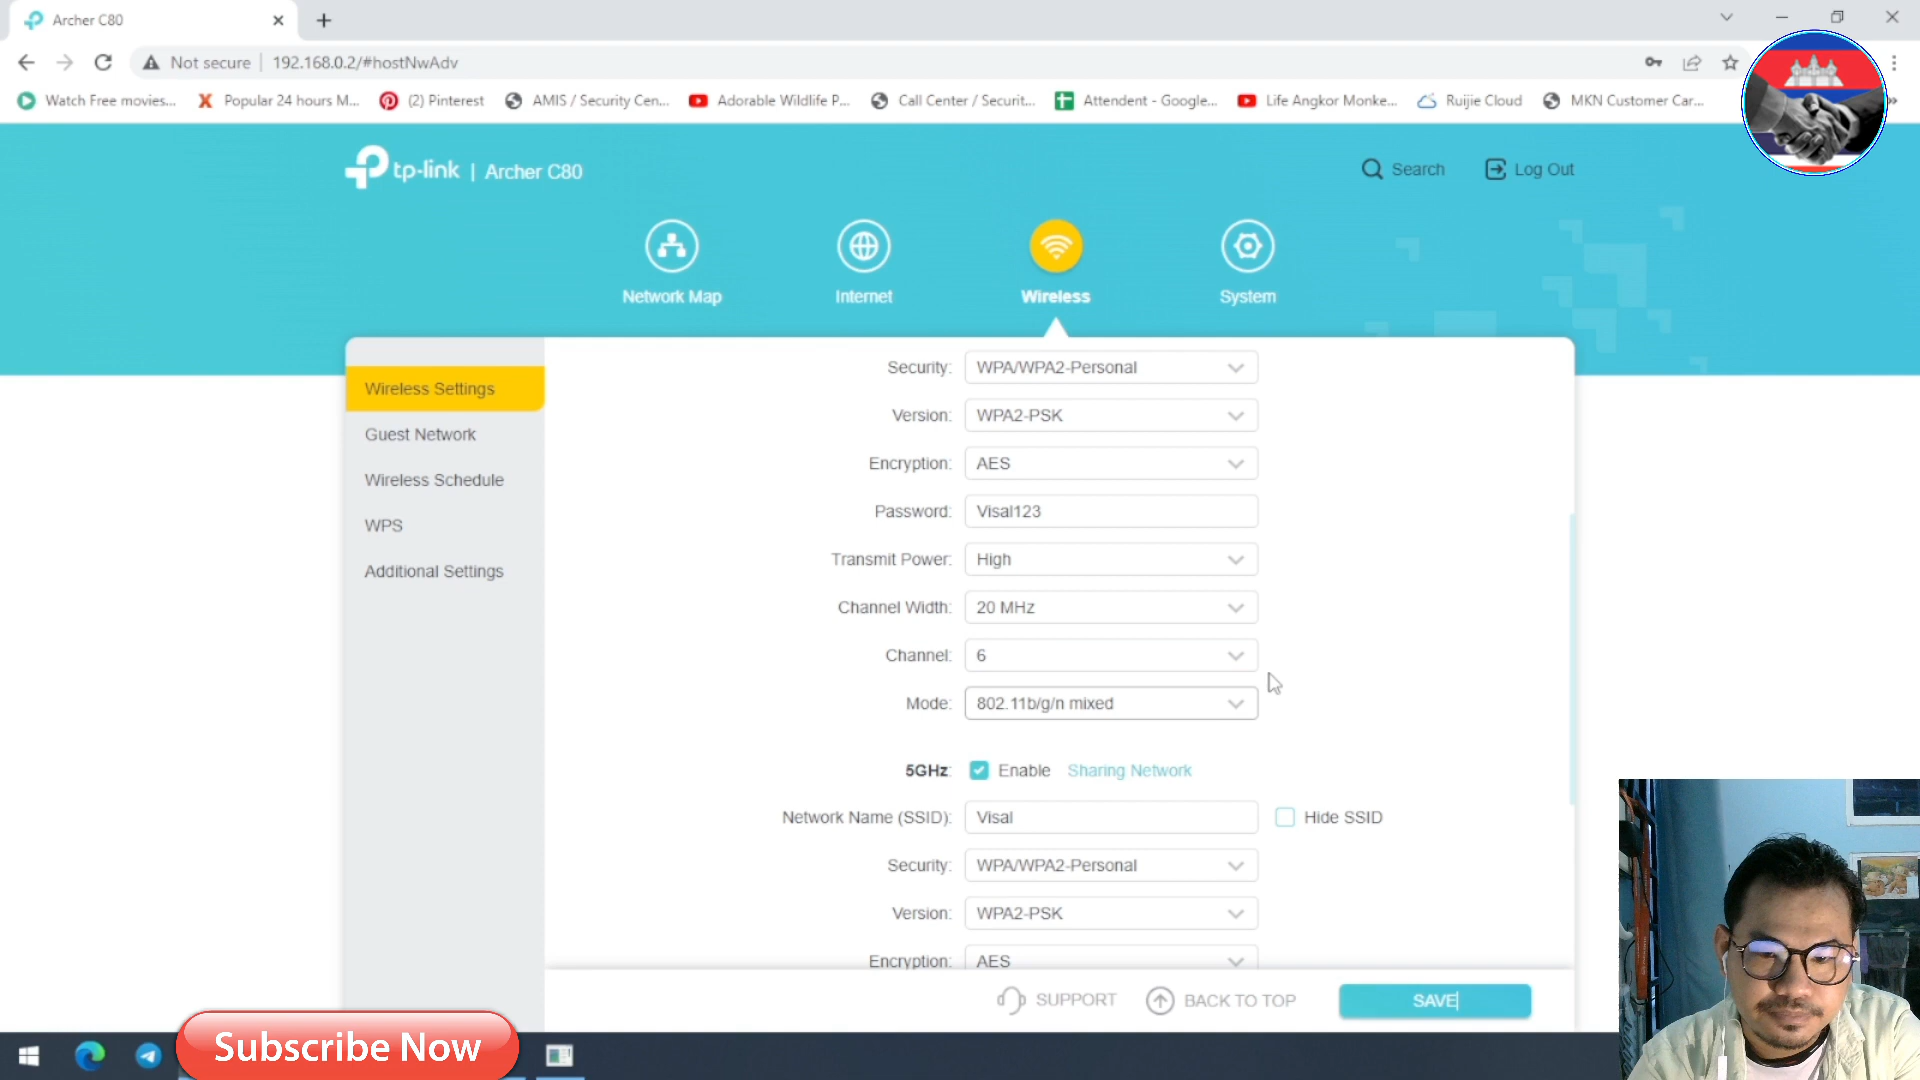 Archer C80
Not secure
192.168.0.2/#hostNwAdv
Watch Free movies...
Popular 24 hours M...
(2) Pinterest
AMIS / Security Cen...
Adorable Wildlife P...
Call Center / Securit...
Attendent - Google...
Life Angkor Monke...
Ruijie Cloud
MKN Customer Car...
»
tp-link | Archer C80
Search
Log Out
Network Map
Internet
Wireless
System
Wireless Settings
Guest Network
Wireless Schedule
WPS
Additional Settings
Security: WPA/WPA2-Personal
Version: WPA2-PSK
Encryption: AES
Password: Visal123
Transmit Power: High
Channel Width: 20 MHz
Channel: 6
Mode: 802.11b/g/n mixed
5GHz: Enable Sharing Network
Network Name (SSID): Visal Hide SSID
Security: WPA/WPA2-Personal
Version: WPA2-PSK
Encryption: AES
SUPPORT
BACK TO TOP
SAVE
Subscribe Now